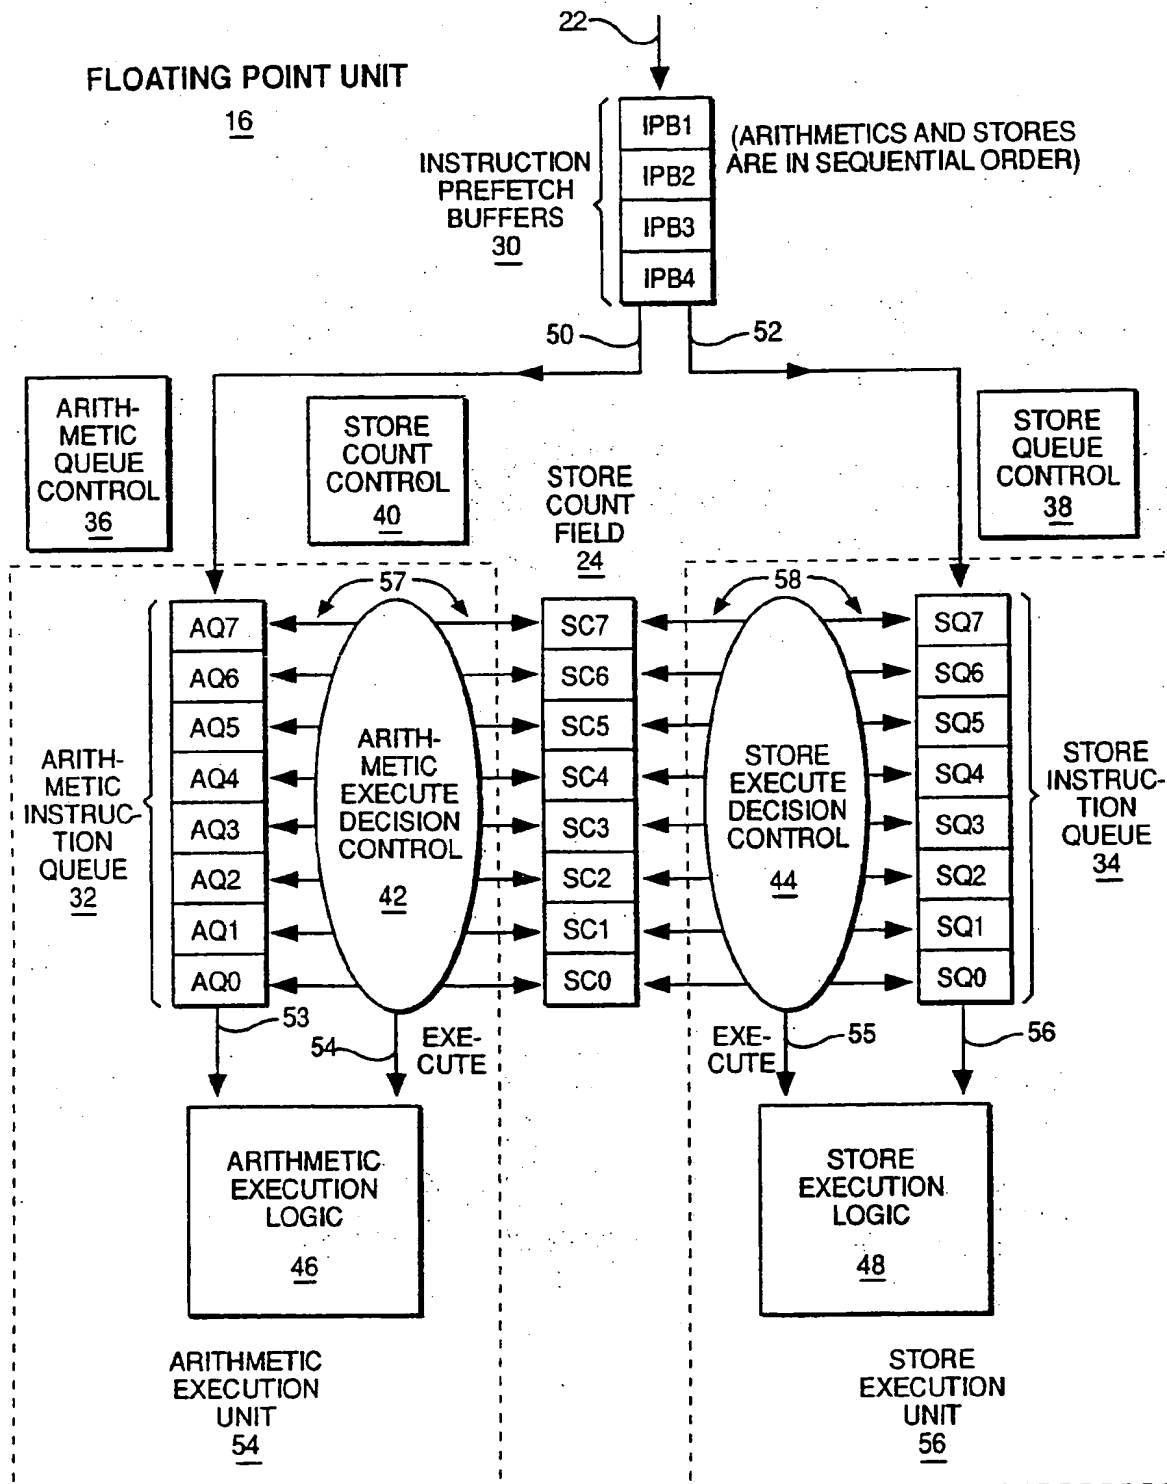 22
FLOATING POINT UNIT
16
INSTRUCTION
PREFETCH
BUFFERS
30
IPB1
IPB2
IPB3
IPB4
(ARITHMETICS AND STORES
ARE IN SEQUENTIAL ORDER)
50
52
ARITH-
METIC
QUEUE
CONTROL
36
STORE
COUNT
CONTROL
40
STORE
COUNT
FIELD
24
STORE
QUEUE
CONTROL
38
57
58
ARITH-
METIC
INSTRUC-
TION
QUEUE
32
AQ7
AQ6
AQ5
AQ4
AQ3
AQ2
AQ1
AQ0
ARITH-
METIC
EXECUTE
DECISION
CONTROL
42
SC7
SC6
SC5
SC4
SC3
SC2
SC1
SC0
STORE
EXECUTE
DECISION
CONTROL
44
SQ7
SQ6
SQ5
SQ4
SQ3
SQ2
SQ1
SQ0
STORE
INSTRUC-
TION
QUEUE
34
53
54
EXE-
CUTE
EXE-
CUTE
55
56
ARITHMETIC
EXECUTION
LOGIC
46
STORE
EXECUTION
LOGIC
48
ARITHMETIC
EXECUTION
UNIT
54
STORE
EXECUTION
UNIT
56